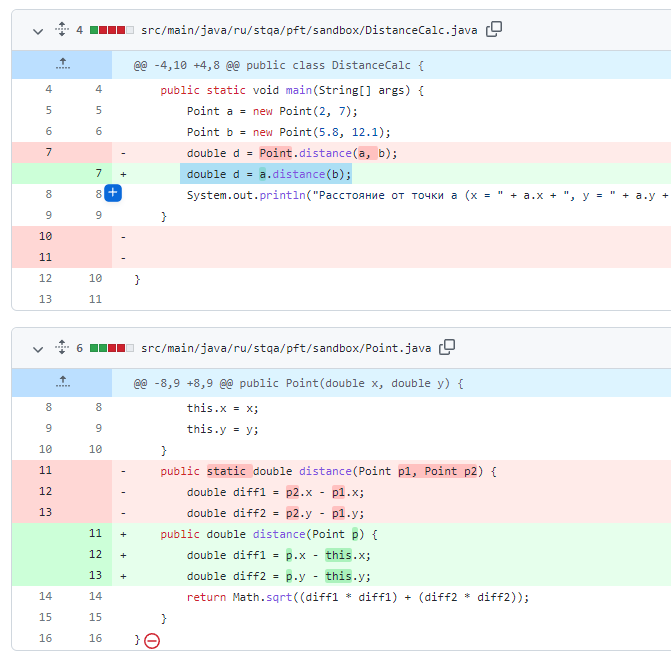 4 src/main/java/ru/stqa/pft/sandbox/DistanceCalc.java
@@ -4,10 +4,8 @@ public class DistanceCalc {
4 4 public static void main(String[] args) {
5 5 Point a = new Point(2, 7);
6 6 Point b = new Point(5.8, 12.1);
7 - double d = Point.distance(a, b);
7 + double d = a.distance(b);
8 8 System.out.println("Расстояние от точки а (x = " + a.x + ", y = " + a.y +
9 9 }
10 -
11 -
12 10 }
13 11
6 src/main/java/ru/stqa/pft/sandbox/Point.java
@@ -8,9 +8,9 @@ public Point(double x, double y) {
8 8 this.x = x;
9 9 this.y = y;
10 10 }
11 - public static double distance(Point p1, Point p2) {
12 - double diff1 = p2.x - p1.x;
13 - double diff2 = p2.y - p1.y;
11 + public double distance(Point p) {
12 + double diff1 = p.x - this.x;
13 + double diff2 = p.y - this.y;
14 14 return Math.sqrt((diff1 * diff1) + (diff2 * diff2));
15 15 }
16 16 }